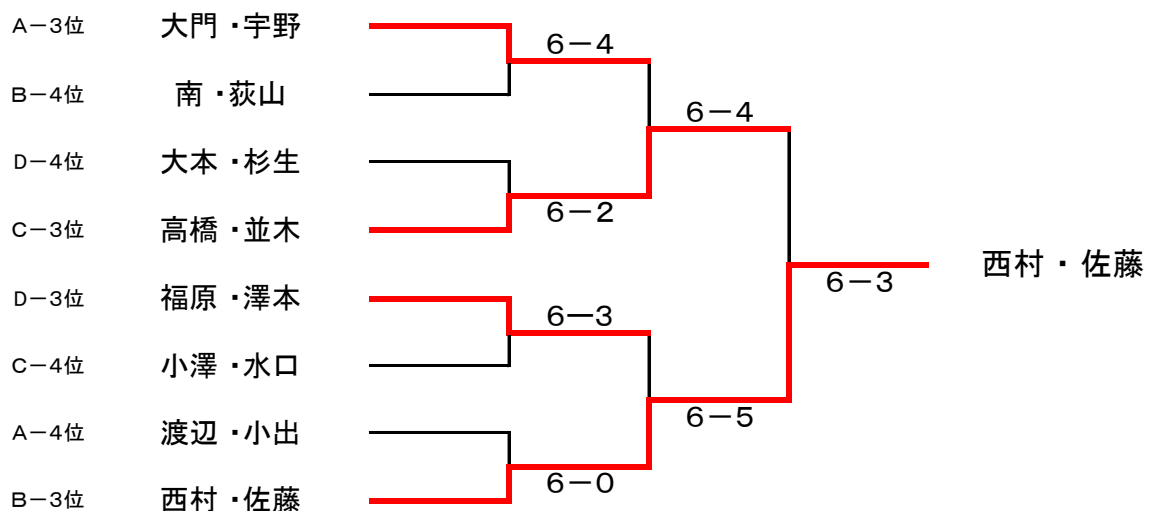 A－3位 大門・宇野
6－4
B－4位 南・荻山
6－4
D－4位 大本・杉生
6－2
C－3位 高橋・並木
西村・佐藤
6－3
D－3位 福原・澤本
6－3
C－4位 小澤・水口
6－5
A－4位 渡辺・小出
6－0
B－3位 西村・佐藤